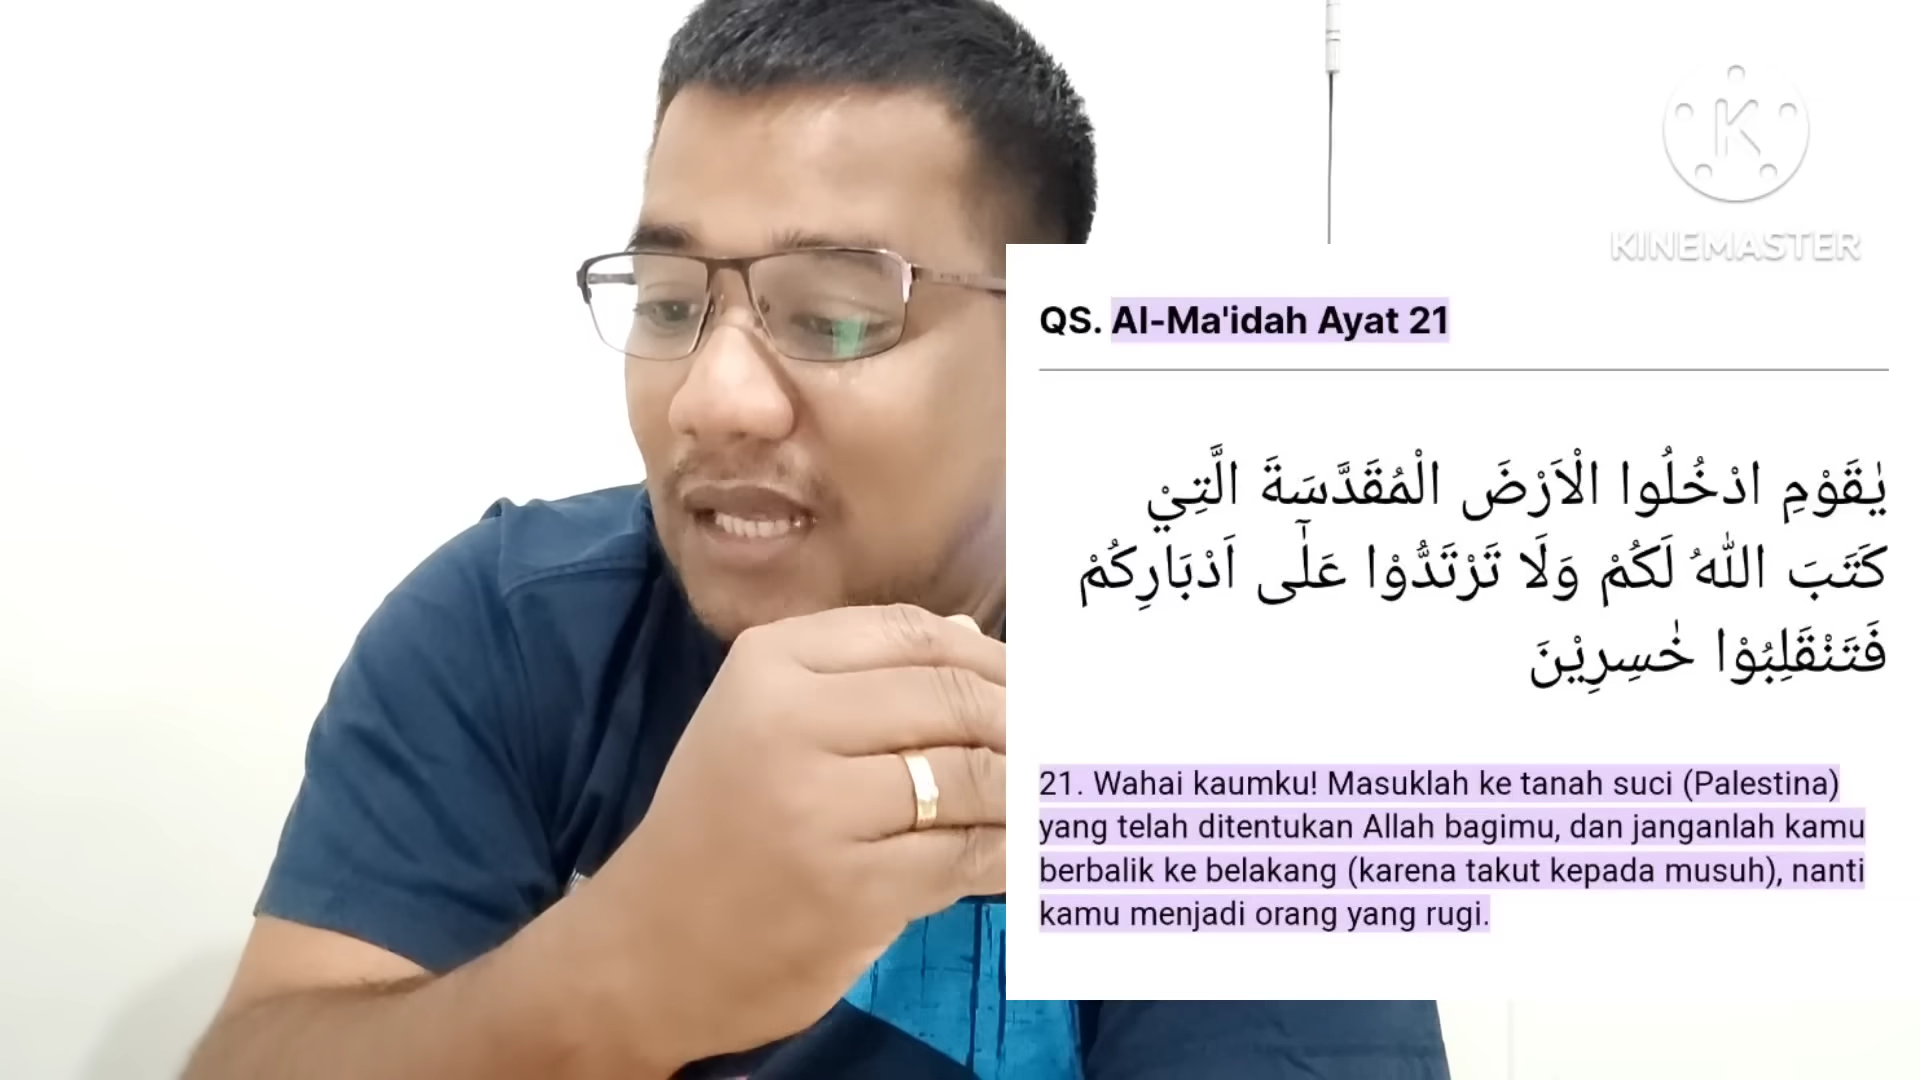 K
KINEMASTER
QS. Al-Ma'idah Ayat 21
يٰقَوْمِ ادْخُلُوا الْاَرْضَ الْمُقَدَّسَةَ الَّتِيْ
كَتَبَ اللّٰهُ لَكُمْ وَلَا تَرْتَدُّوْا عَلٰٓى اَدْبَارِكُمْ
فَتَنْقَلِبُوْا خٰسِرِيْنَ
21. Wahai kaumku! Masuklah ke tanah suci (Palestina)
yang telah ditentukan Allah bagimu, dan janganlah kamu
berbalik ke belakang (karena takut kepada musuh), nanti
kamu menjadi orang yang rugi.